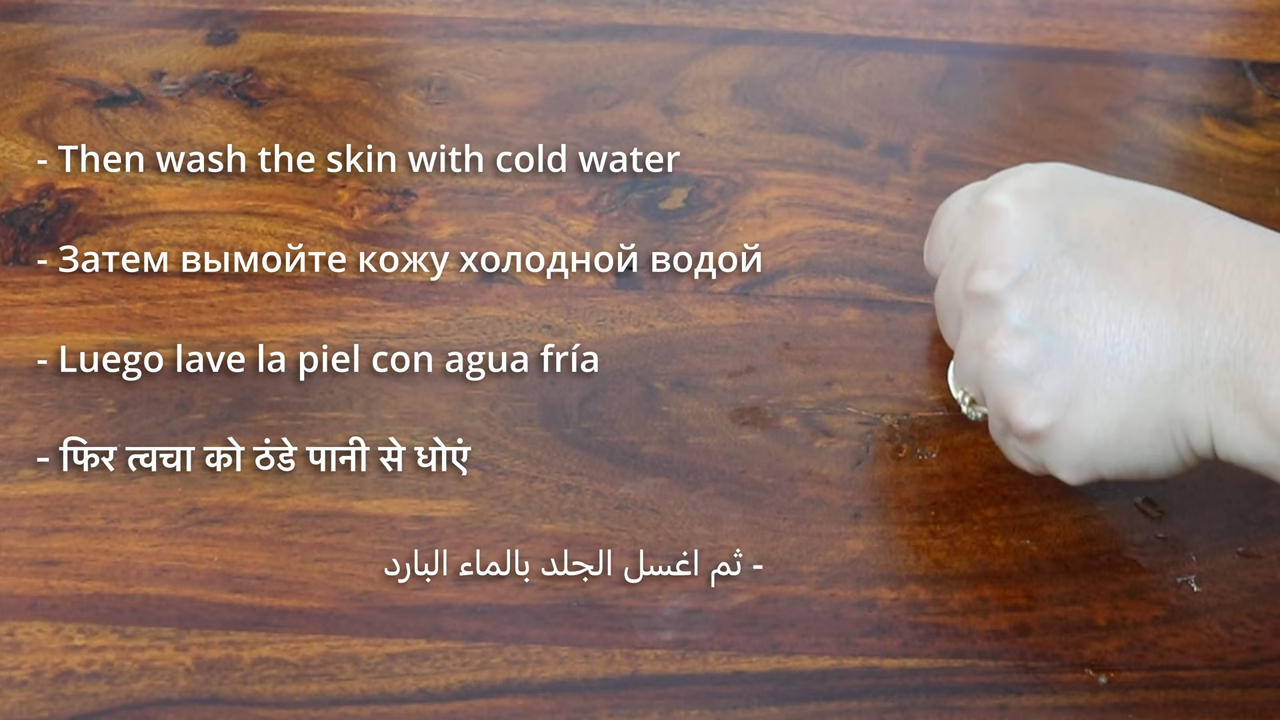 - Then wash the skin with cold water
- Затем вымойте кожу холодной водой
- Luego lave la piel con agua fría
- फिर त्वचा को ठंडे पानी से धोएं
- ثم اغسل الجلد بالماء البارد